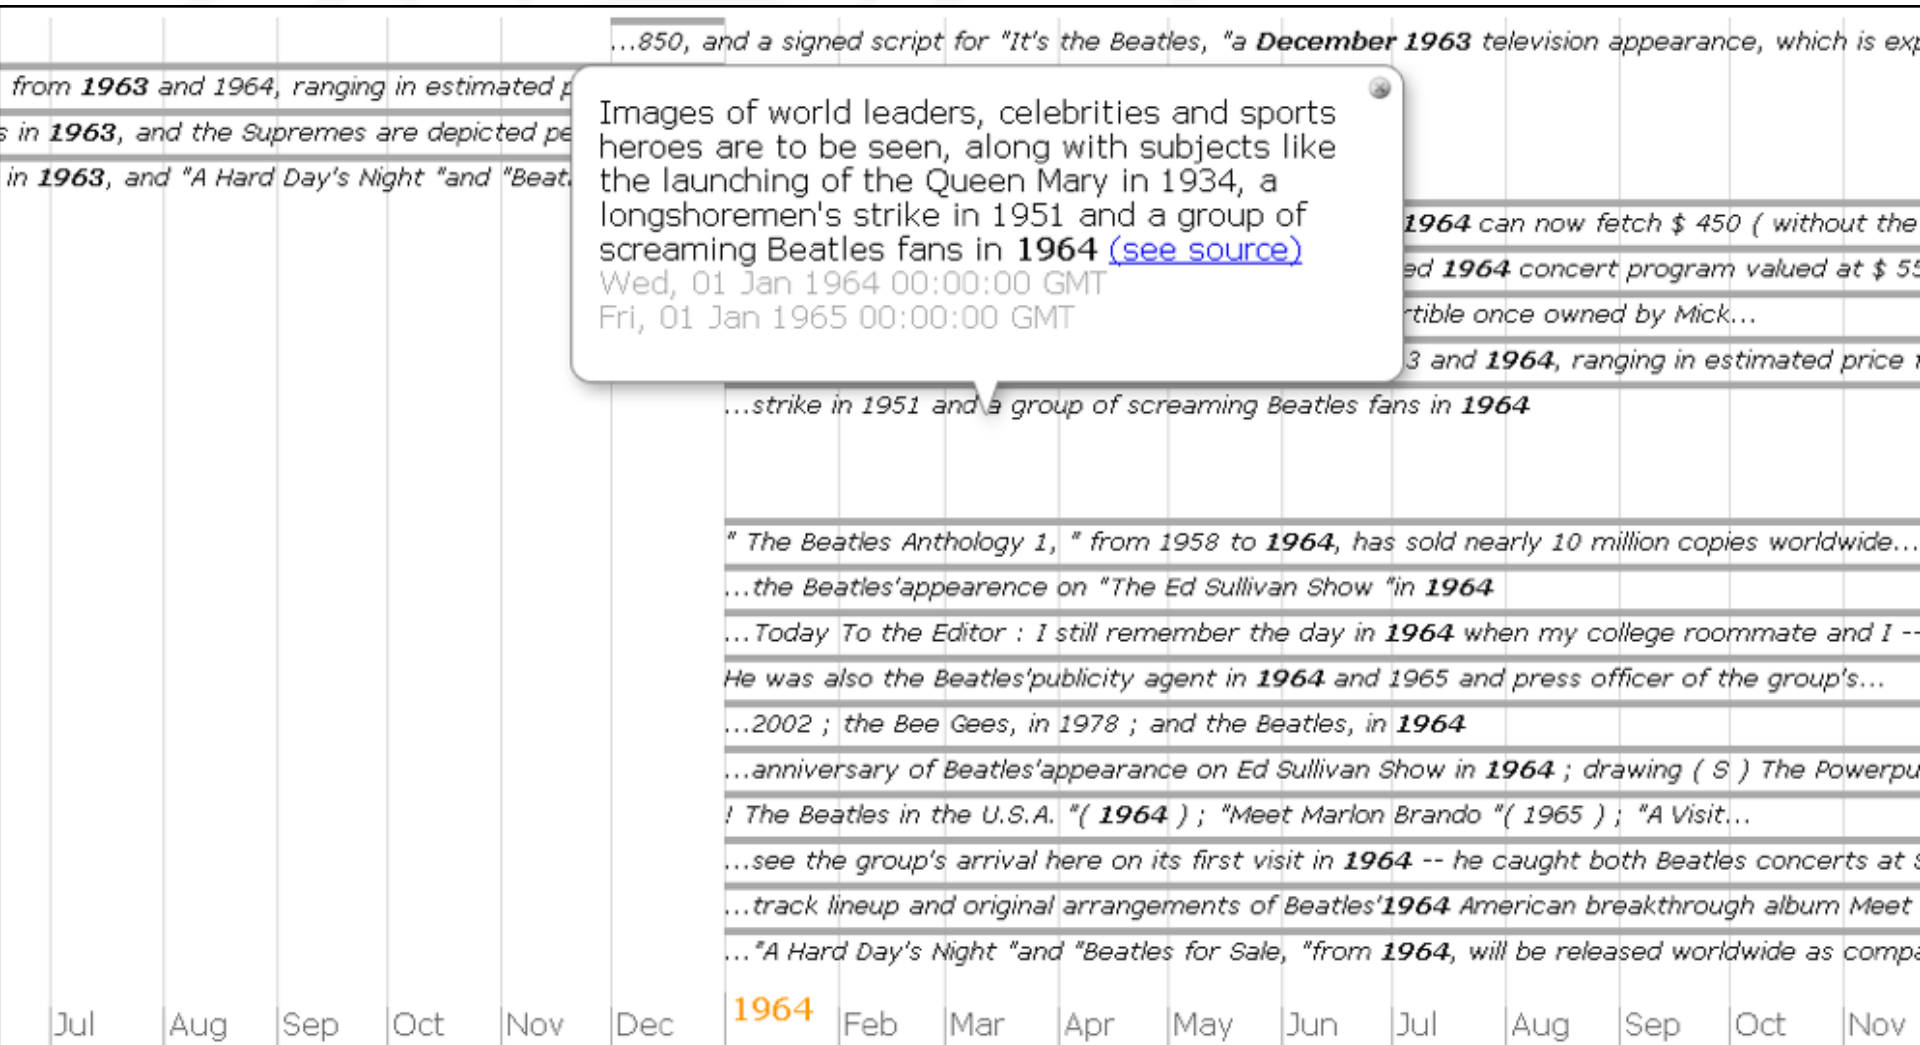 ...850, and a signed script for "It's the Beatles, "a December 1963 television appearance, which is
from 1963 and 1964, ranging in estimated
in 1963, and the Supremes are depicted
in 1963, and "A Hard Day's Night "and
Images of world leaders, celebrities and sports
heroes are to be seen, along with subjects like
the launching of the Queen Mary in 1934, a
longshoremen's strike in 1951 and a group of
screaming Beatles fans in 1964 (see source)
Wed, 01 Jan 1964 00:00:00 GMT
Fri, 01 Jan 1965 00:00:00 GMT
1964 can now fetch $ 450 ( without the
1964 concert program valued at $
once owned by Mick...
3 and 1964, ranging in estimated price
...strike in 1951 and a group of screaming Beatles fans in 1964
" The Beatles Anthology 1, " from 1958 to 1964, has sold nearly 10 million copies worldwide...
...the Beatles'appearence on "The Ed Sullivan Show "in 1964
...Today To the Editor : I still remember the day in 1964 when my college roommate and I --
He was also the Beatles'publicity agent in 1964 and 1965 and press officer of the group's...
...2002 ; the Bee Gees, in 1978 ; and the Beatles, in 1964
...anniversary of Beatles'appearance on Ed Sullivan Show in 1964 ; drawing ( S ) The
! The Beatles in the U.S.A. "( 1964 ) ; "Meet Marlon Brando "( 1965 ) ; "A Visit...
...see the group's arrival here on its first visit in 1964 -- he caught both Beatles concerts at
...track lineup and original arrangements of Beatles'1964 American breakthrough album Meet
..."A Hard Day's Night "and "Beatles for Sale, "from 1964, will be released worldwide as
Jul Aug Sep Oct Nov Dec 1964 Feb Mar Apr May Jun Jul Aug Sep Oct Nov